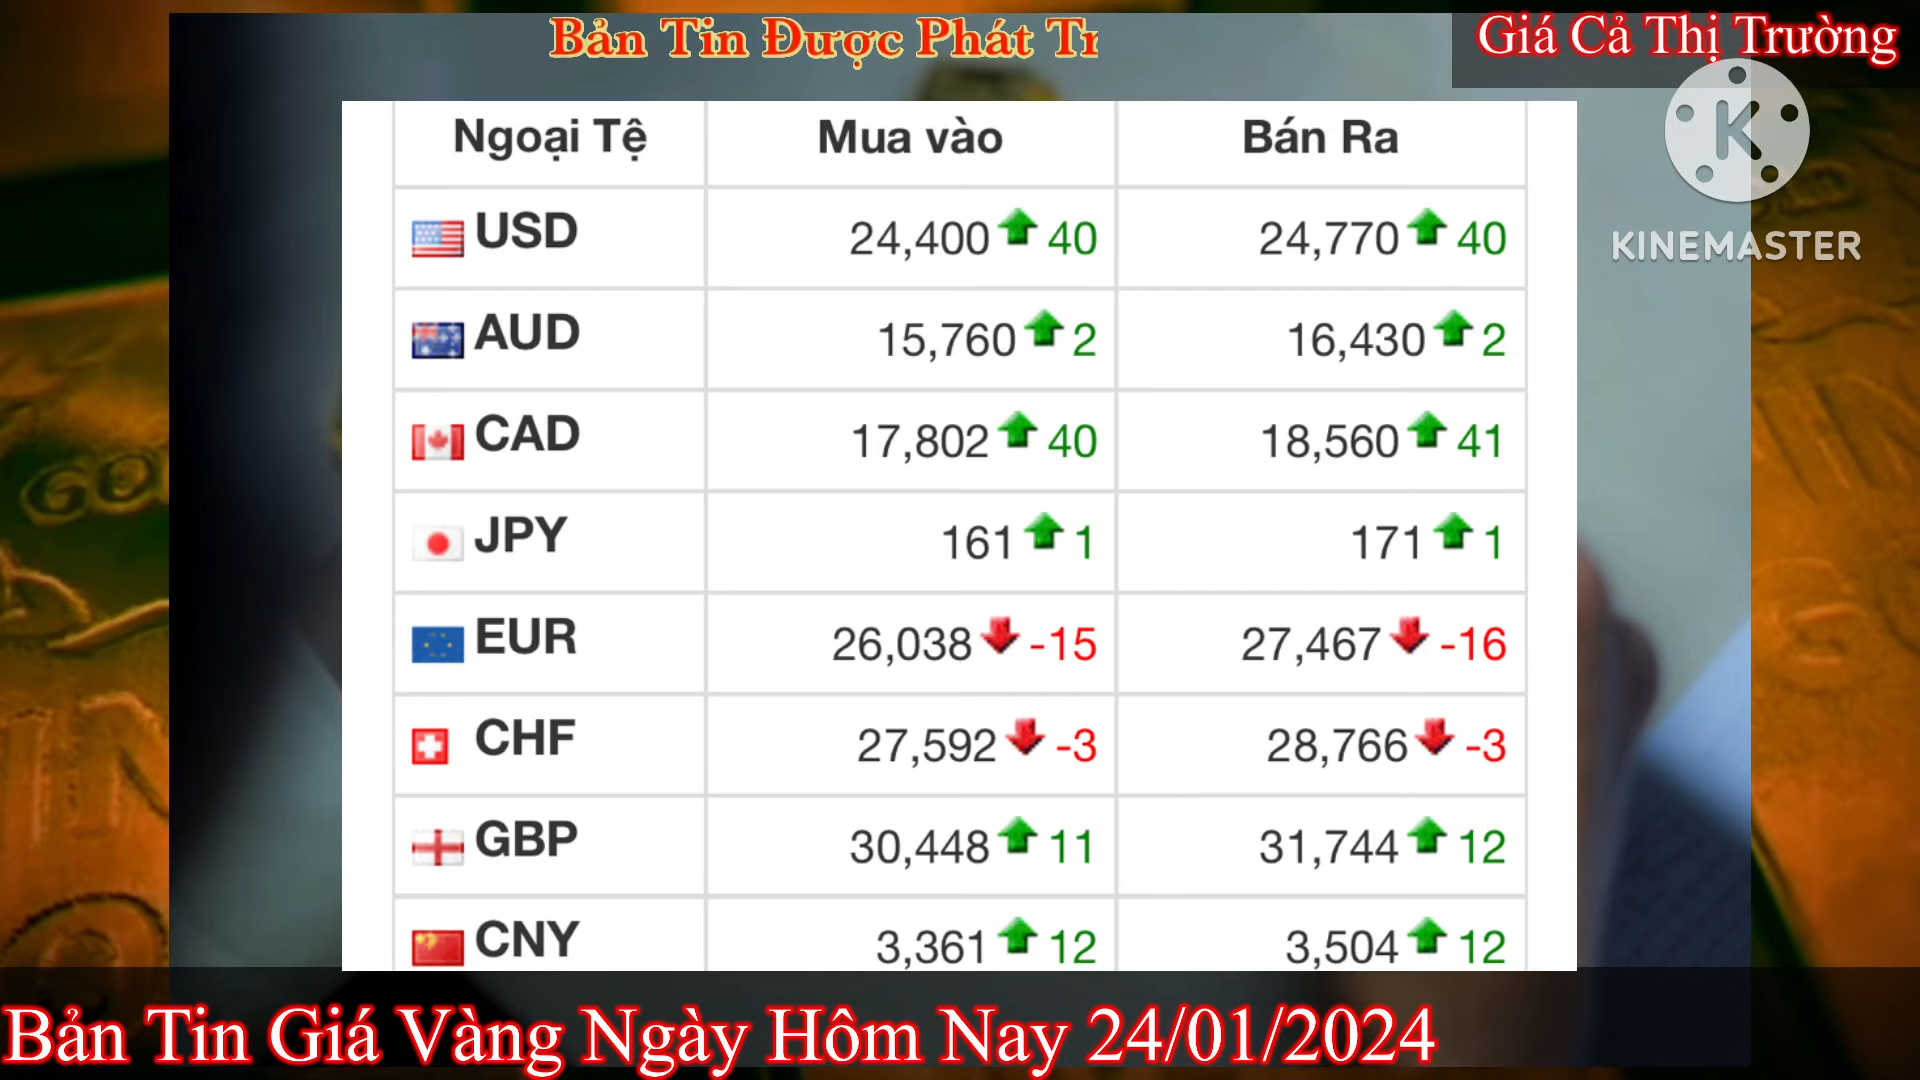 Bản Tin Được Phát Tr
Giá Cả Thị Trường
KINEMASTER
Ngoại Tệ Mua vào Bán Ra
USD 24,400 40 24,770 40
AUD 15,760 2 16,430 2
CAD 17,802 40 18,560 41
JPY 161 1 171 1
EUR 26,038 -15 27,467 -16
CHF 27,592 -3 28,766 -3
GBP 30,448 11 31,744 12
CNY 3,361 12 3,504 12
Bản Tin Giá Vàng Ngày Hôm Nay 24/01/2024